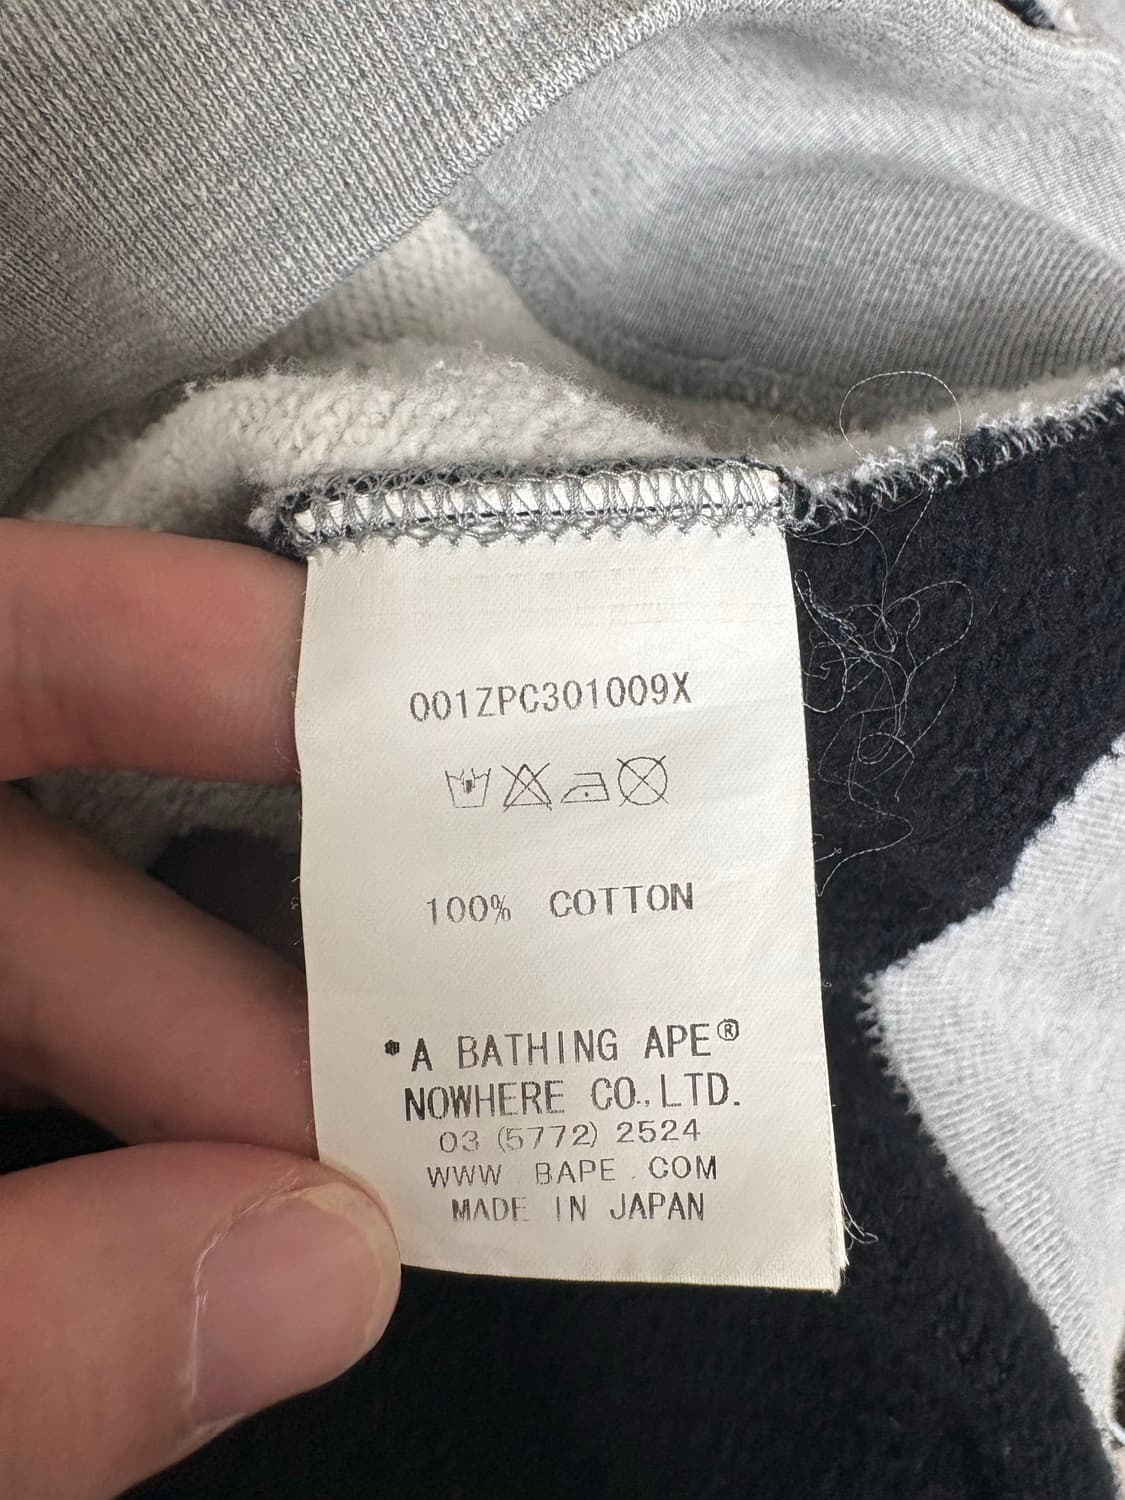 001ZPC301009X
100% COTTON
*A BATHING APE®
NOWHERE CO.,LTD.
03 (5772) 2524
WWW.BAPE.COM
MADE IN JAPAN